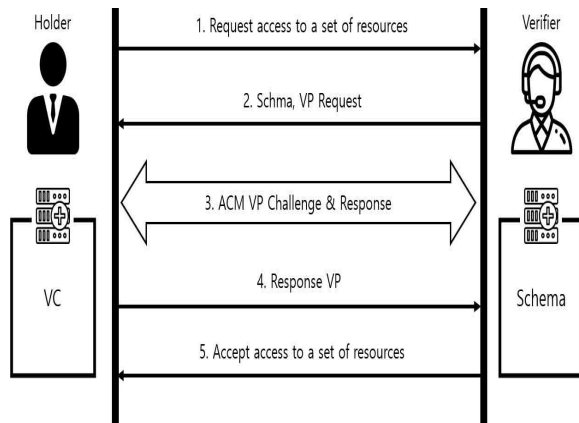 Holder
Verifier
1. Request access to a set of resources
2. Schma, VP Request
3. ACM VP Challenge & Response
4. Response VP
VC
Schema
5. Accept access to a set of resources